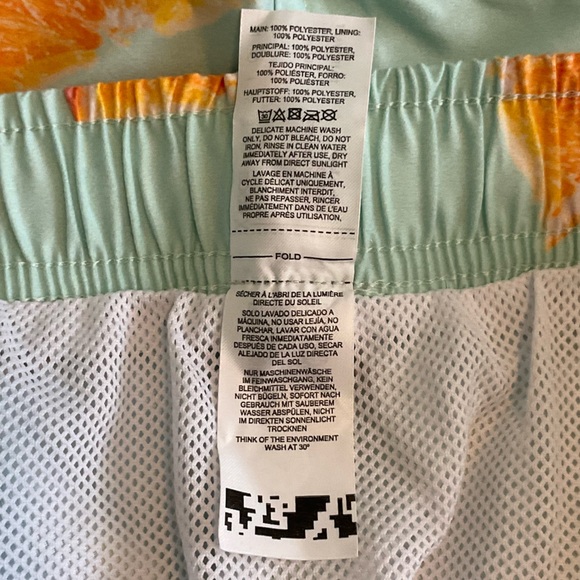 MAIN: 100% POLYESTER, LINING:
100% POLYESTER
PRINCIPAL: 100% POLYESTER,
DOUBLURE: 100% POLYESTER
TEJIDO PRINCIPAL:
100% POLIÉSTER, FORRO:
100% POLIÉSTER
HAUPTSTOFF: 100% POLYESTER,
FUTTER: 100% POLYESTER
DELICATE MACHINE WASH
ONLY, DO NOT BLEACH, DO NOT
IRON, RINSE IN CLEAN WATER
IMMEDIATELY AFTER USE, DRY
AWAY FROM DIRECT SUNLIGHT
LAVAGE EN MACHINE À
CYCLE DÉLICAT UNIQUEMENT,
BLANCHIMENT INTERDIT,
NE PAS REPASSER, RINCER
IMMÉDIATEMENT DANS DE L'EAU
PROPRE APRÈS UTILISATION,
FOLD
SÉCHER À L'ABRI DE LA LUMIÈRE
DIRECTE DU SOLEIL
SOLO LAVADO DELICADO A
MÁQUINA, NO USAR LEJÍA, NO
PLANCHAR, LAVAR CON AGUA
FRESCA INMEDIATAMENTE
DESPUÉS DE CADA USO, SECAR
ALEJADO DE LA LUZ DIRECTA
DEL SOL
NUR MASCHINENWÄSCHE
IM FEINWASCHGANG, KEIN
BLEICHMITTEL VERWENDEN,
NICHT BÜGELN, SOFORT NACH
GEBRAUCH MIT SAUBEREM
WASSER ABSPÜLEN, NICHT
IM DIREKTEN SONNENLICHT
TROCKNEN
THINK OF THE ENVIRONMENT
WASH AT 30°